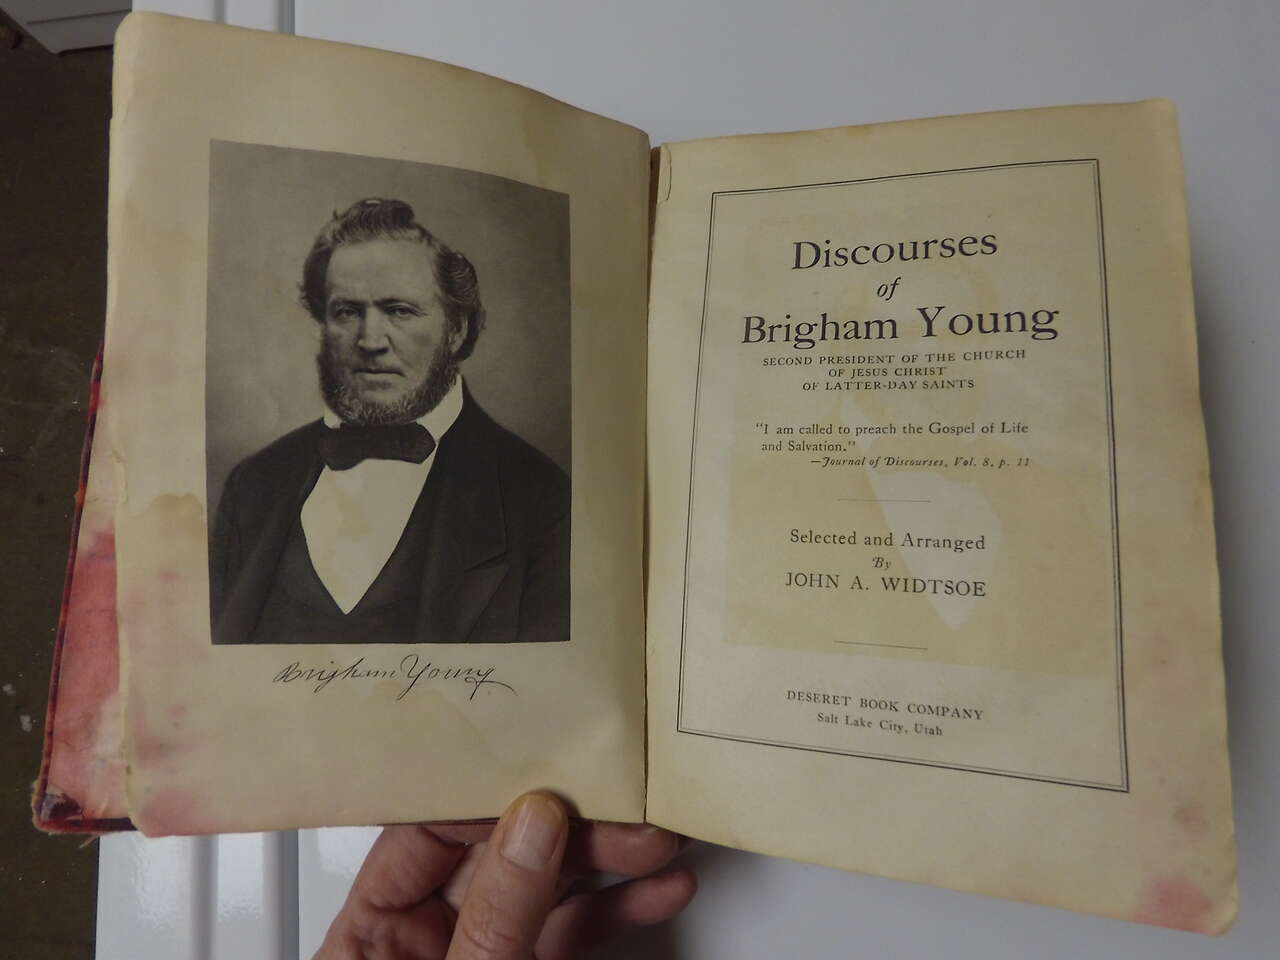 Brigham Young
Discourses
of
Brigham Young
SECOND PRESIDENT OF THE CHURCH
OF JESUS CHRIST
OF LATTER-DAY SAINTS
"I am called to preach the Gospel of Life
and Salvation."
—Journal of Discourses, Vol. 8, p. 11
Selected and Arranged
By
JOHN A. WIDTSOE
DESERET BOOK COMPANY
Salt Lake City, Utah